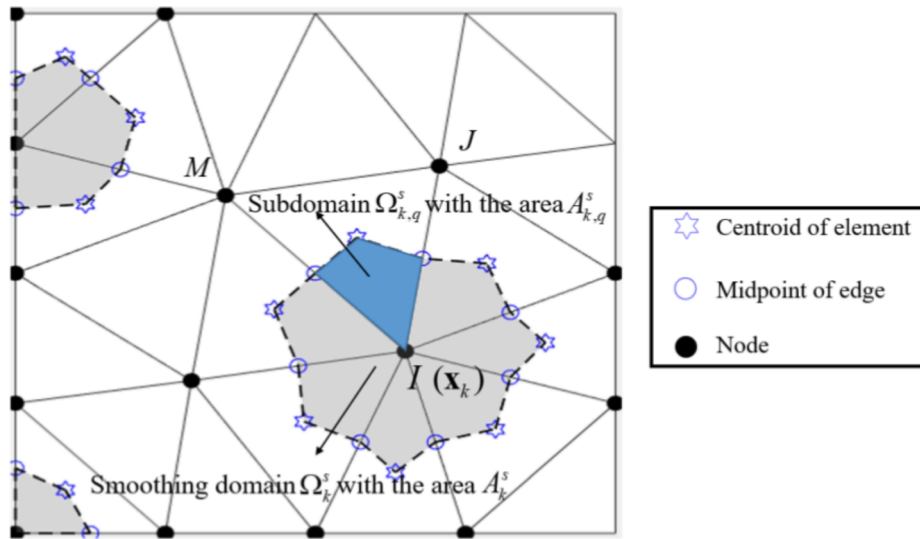 J
M
Subdomain Ω^s_{k,q} with the area A^s_{k,q}
Centroid of element
Midpoint of edge
Node
I (x_k)
Smoothing domain Ω^s_k with the area A^s_k